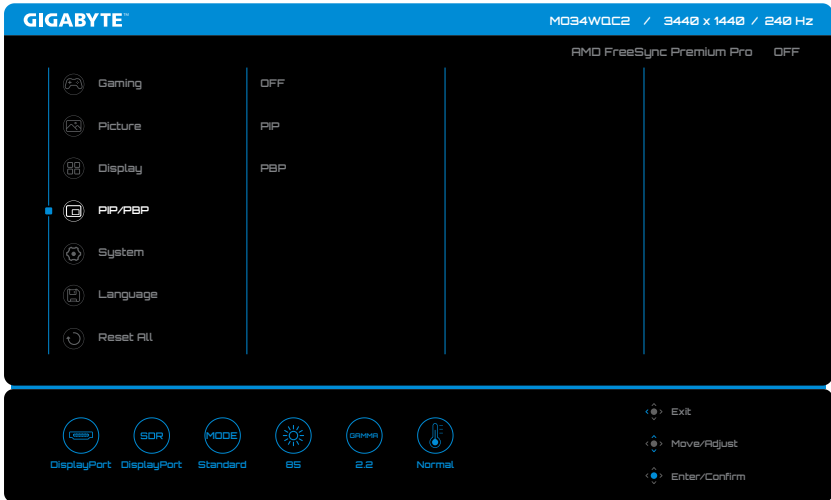 GIGABYTE™
MO34WQC2 / 3440 x 1440 / 240 Hz
AMD FreeSync Premium Pro OFF
Gaming OFF
Picture PIP
Display PBP
PIP/PBP
System
Language
Reset All
Exit
SDR MODE GAMMA
Move/Adjust
DisplayPort DisplayPort Standard 85 2.2 Normal
Enter/Confirm